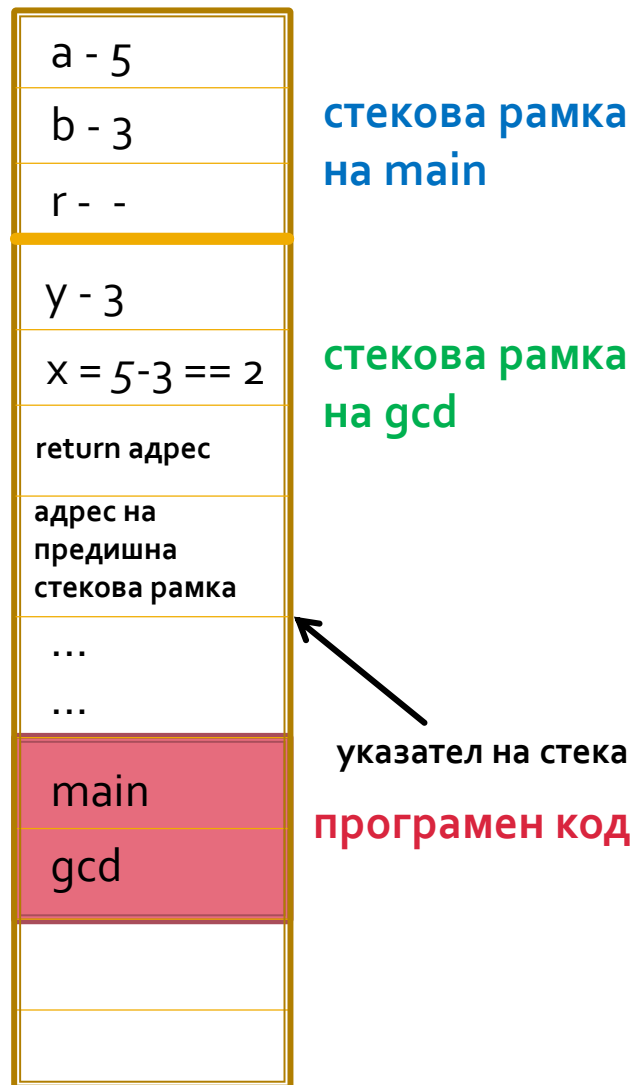 a - 5
b - 3
r - -
стекова рамка
на main
y - 3
x = 5-3 == 2
стекова рамка
на gcd
return адрес
адрес на
предишна
стекова рамка
...
...
указател на стека
main
програмен код
gcd